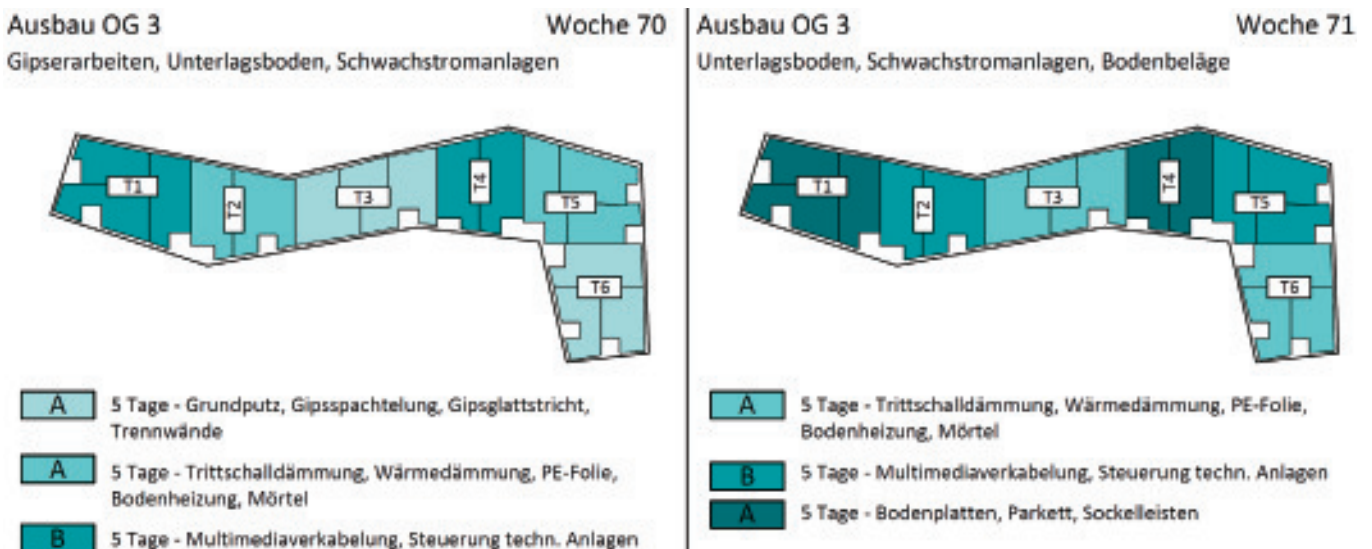 Ausbau OG 3 Woche 70
Gipserarbeiten, Unterlagsboden, Schwachstromanlagen
T1
T2
T3
T4
T5
T6
A 5 Tage - Grundputz, Gipsspachtelung, Gipsglattstricht,
Trennwände
A 5 Tage - Trittschalldämmung, Wärmedämmung, PE-Folie,
Bodenheizung, Mörtel
B 5 Tage - Multimediaverkabelung, Steuerung techn. Anlagen
Ausbau OG 3 Woche 71
Unterlagsboden, Schwachstromanlagen, Bodenbeläge
T1
T2
T3
T4
T5
T6
A 5 Tage - Trittschalldämmung, Wärmedämmung, PE-Folie,
Bodenheizung, Mörtel
B 5 Tage - Multimediaverkabelung, Steuerung techn. Anlagen
A 5 Tage - Bodenplatten, Parkett, Sockelleisten